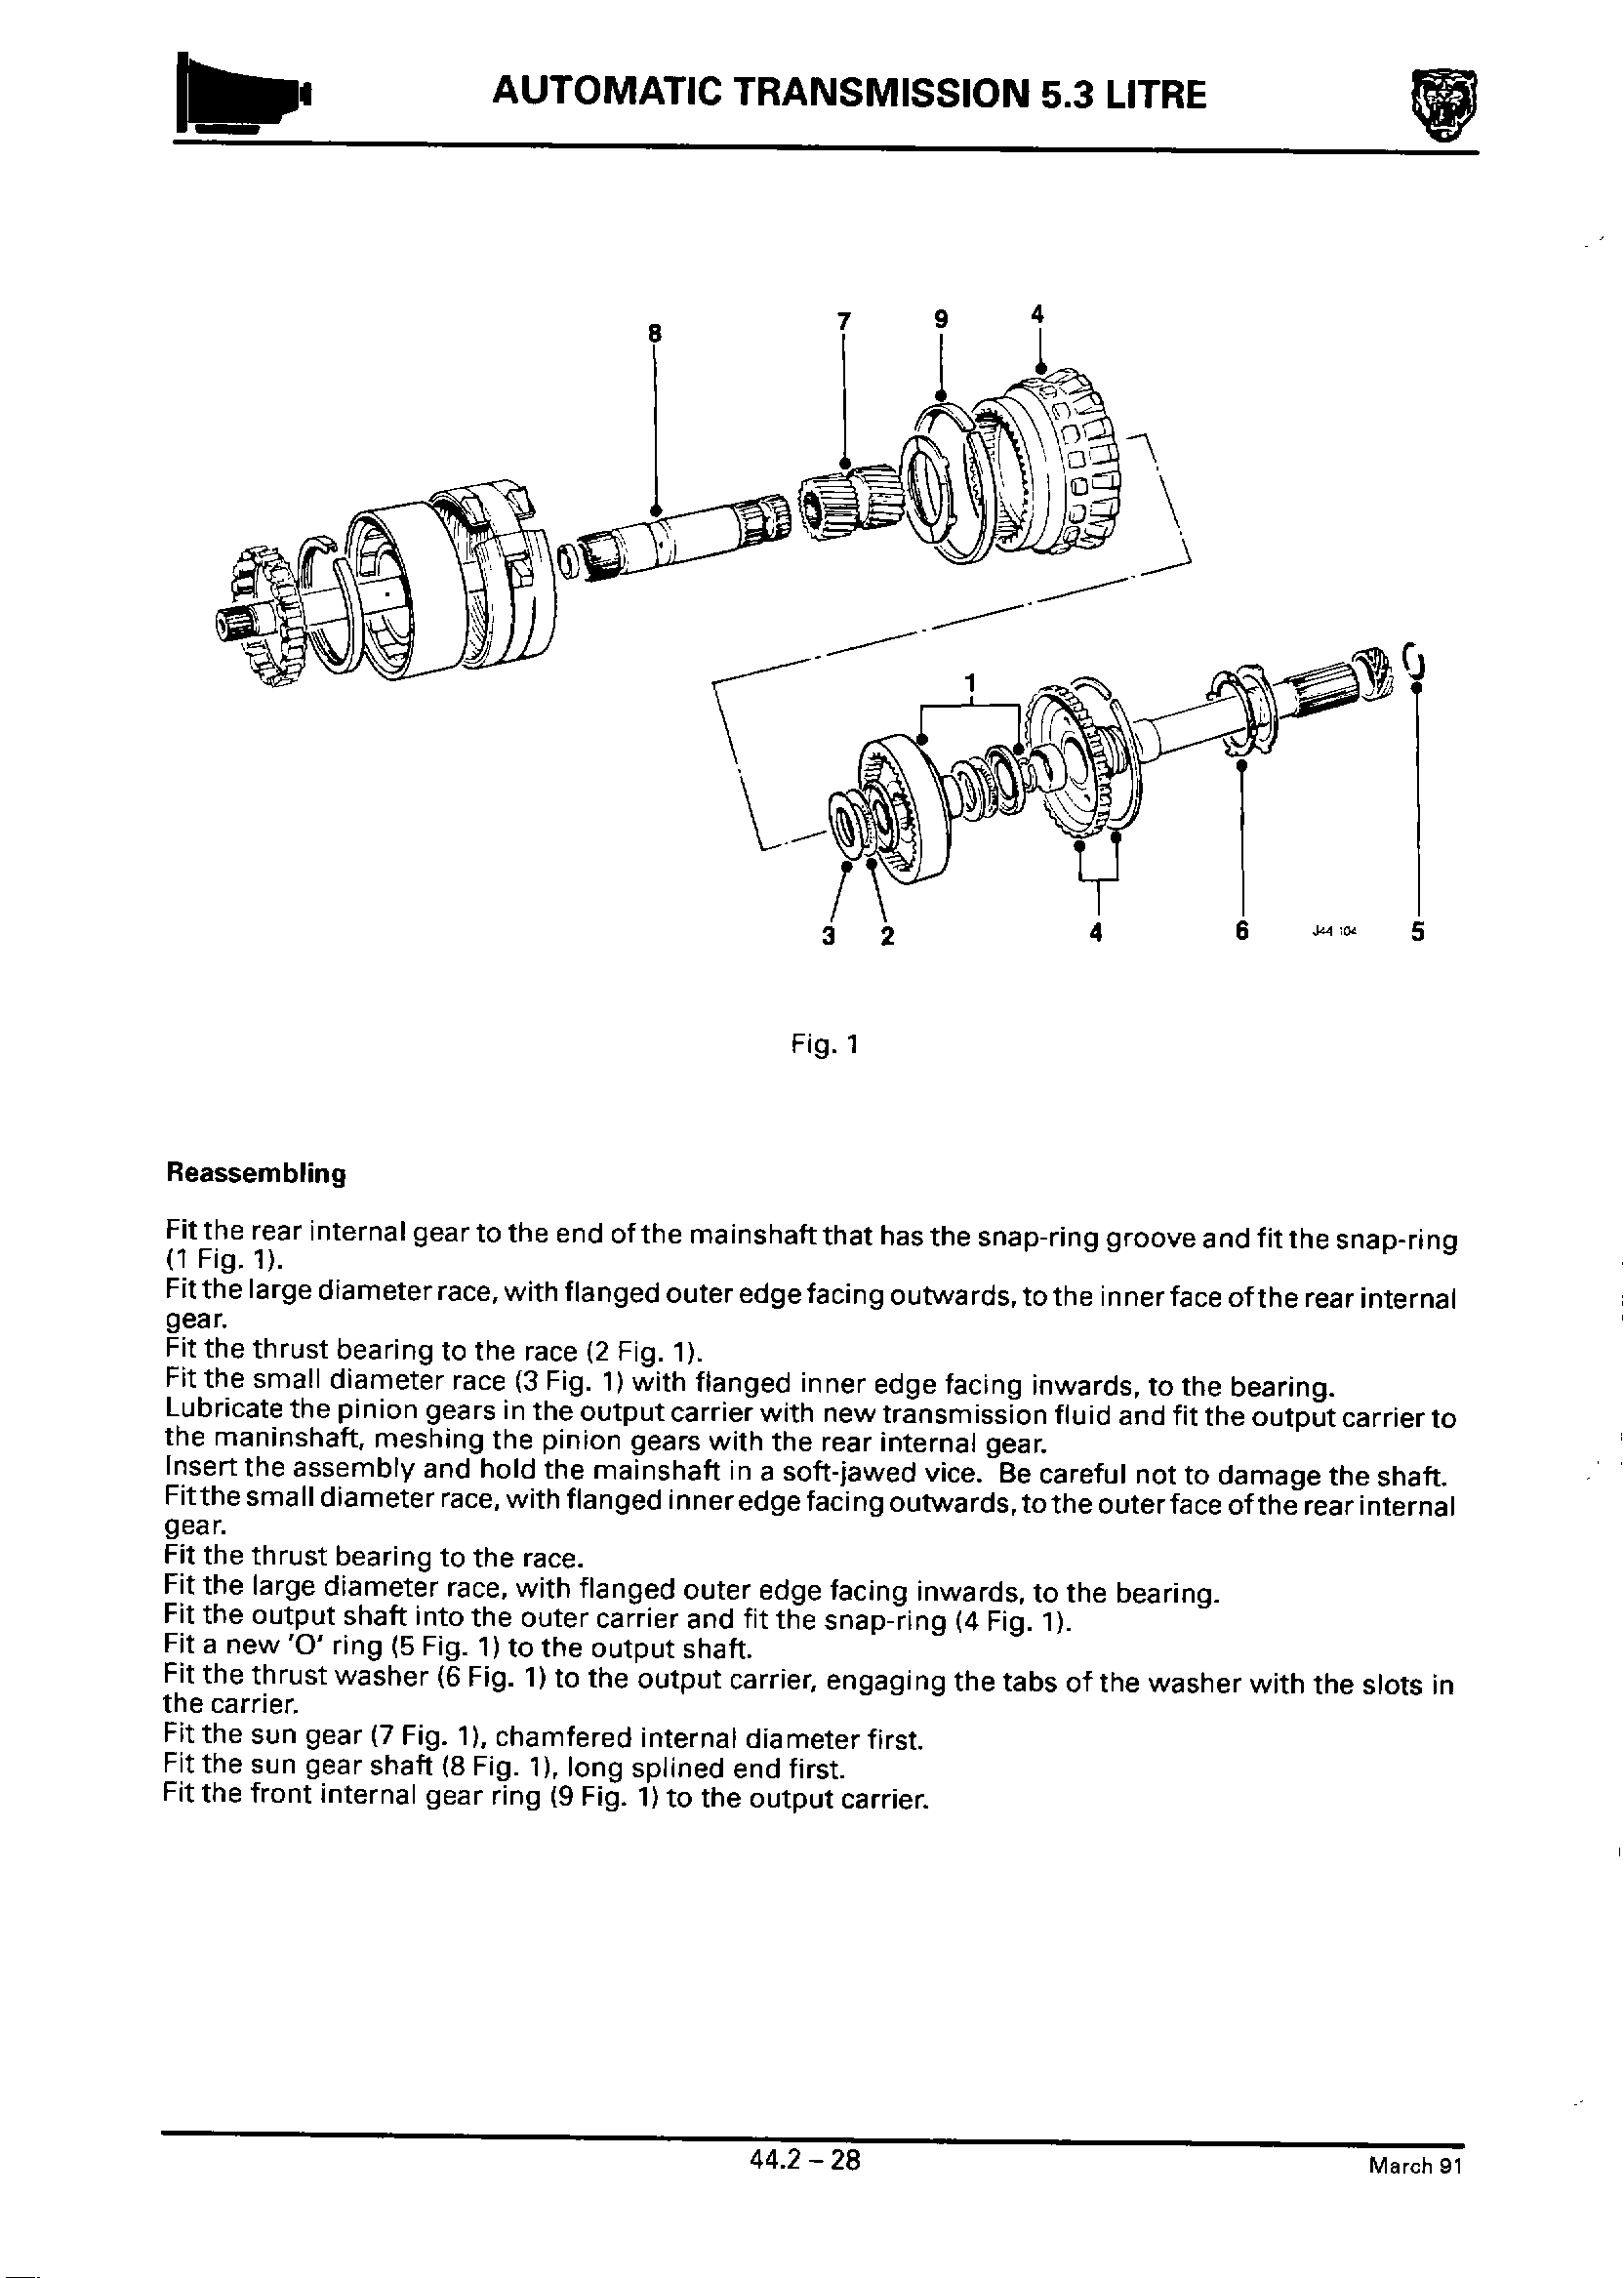 AUTOMATIC TRANSMISSION 5.3 LITRE
8
7
9
4
1
3
2
4
6
J44 104
5
Fig. 1
Reassembling
Fit the rear internal gear to the end of the mainshaft that has the snap-ring groove and fit the snap-ring
(1 Fig. 1).
Fit the large diameter race, with flanged outer edge facing outwards, to the inner face of the rear internal
gear.
Fit the thrust bearing to the race (2 Fig. 1).
Fit the small diameter race (3 Fig. 1) with flanged inner edge facing inwards, to the bearing.
Lubricate the pinion gears in the output carrier with new transmission fluid and fit the output carrier to
the maninshaft, meshing the pinion gears with the rear internal gear.
Insert the assembly and hold the mainshaft in a soft-jawed vice. Be careful not to damage the shaft.
Fit the small diameter race, with flanged inner edge facing outwards, to the outer face of the rear internal
gear.
Fit the thrust bearing to the race.
Fit the large diameter race, with flanged outer edge facing inwards, to the bearing.
Fit the output shaft into the outer carrier and fit the snap-ring (4 Fig. 1).
Fit a new 'O' ring (5 Fig. 1) to the output shaft.
Fit the thrust washer (6 Fig. 1) to the output carrier, engaging the tabs of the washer with the slots in
the carrier.
Fit the sun gear (7 Fig. 1), chamfered internal diameter first.
Fit the sun gear shaft (8 Fig. 1), long splined end first.
Fit the front internal gear ring (9 Fig. 1) to the output carrier.
44.2 – 28
March 91